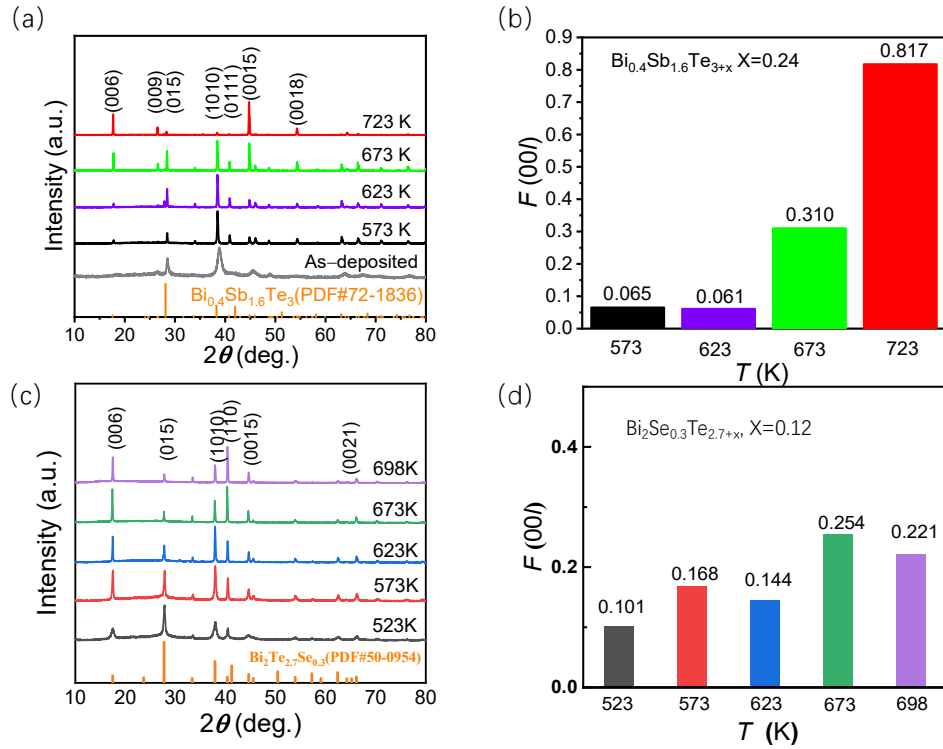 (a)
Intensity (a.u.)
(006)
(009)
(015)
(1010)
(0111)
(0015)
(0018)
723 K
673 K
623 K
573 K
As–deposited
Bi0.4Sb1.6Te3(PDF#72-1836)
10 20 30 40 50 60 70 80
2θ (deg.)
(b)
Bi0.4Sb1.6Te3+x X=0.24
F (00l)
0.9
0.8
0.7
0.6
0.5
0.4
0.3
0.2
0.1
0.0
0.065
0.061
0.310
0.817
573 623 673 723
T (K)
(c)
Intensity (a.u.)
(006)
(015)
(1010)
(110)
(0015)
(0021)
698K
673K
623K
573K
523K
Bi2Te2.7Se0.3(PDF#50-0954)
10 20 30 40 50 60 70 80
2θ (deg.)
(d)
Bi2Se0.3Te2.7+x, X=0.12
F (00l)
0.4
0.2
0.0
0.101
0.168
0.144
0.254
0.221
523 573 623 673 698
T (K)